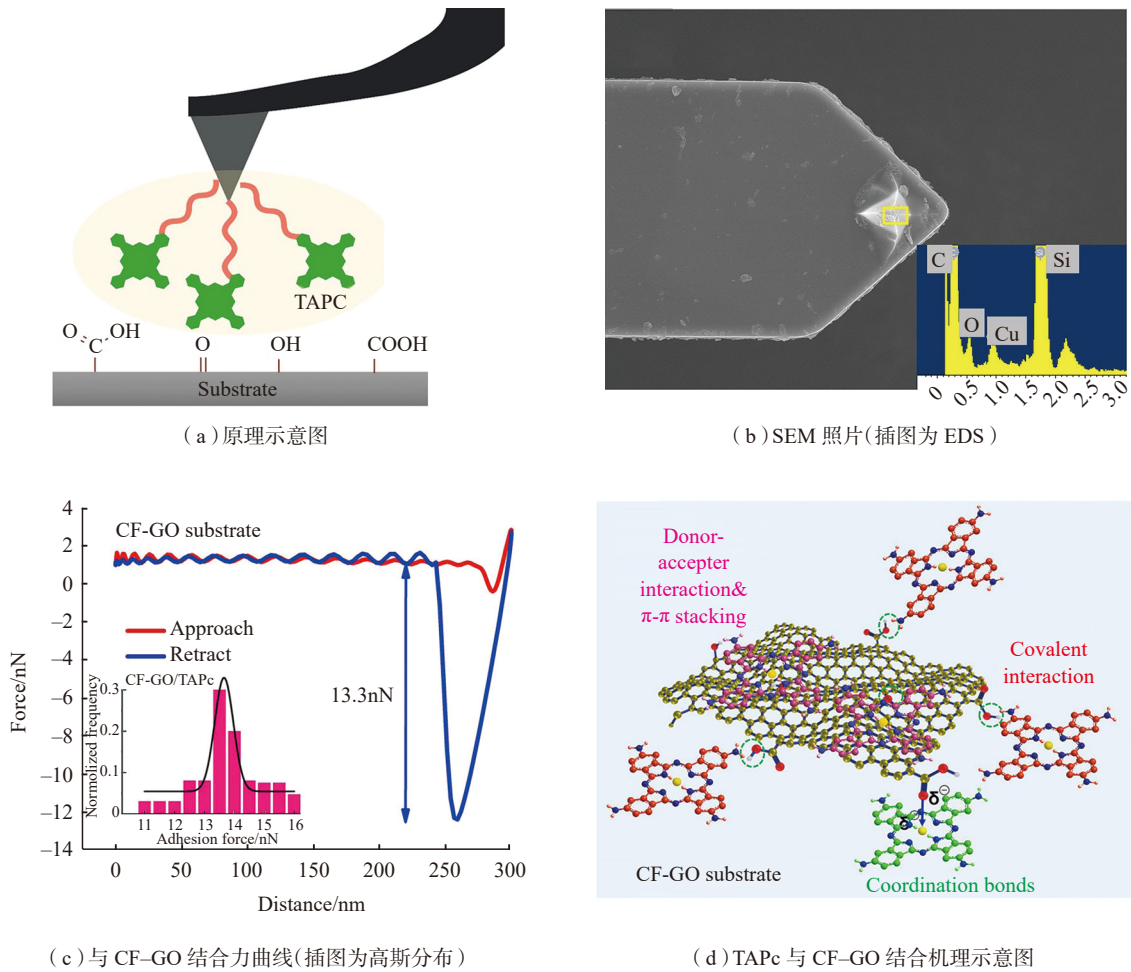 TAPC
O
C
OH
O
OH
COOH
Substrate
(a)原理示意图
C
O
Cu
Si
0 0.5 1.0 1.5 2.0 2.5 3.0
(b)SEM 照片(插图为 EDS)
4
2
0
–2
–4
–6
–8
–10
–12
–14
Force/nN
CF-GO substrate
Approach
Retract
13.3nN
CF-GO/TAPc
Normolized frequency
0.3
0.2
0.1
0
11 12 13 14 15 16
Adhesion force/nN
0 50 100 150 200 250 300
Distance/nm
(c)与 CF–GO 结合力曲线(插图为高斯分布)
Donor-
accepter
interaction&
π-π stacking
Covalent
interaction
δ⊖
δ
CF-GO substrate
Coordination bonds
(d)TAPc 与 CF–GO 结合机理示意图